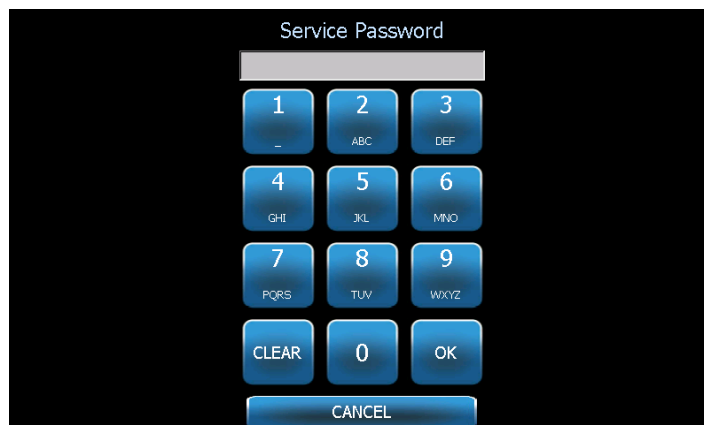 Service Password
1 2 3
_ ABC DEF
4 5 6
GHI JKL MNO
7 8 9
PQRS TUV WXYZ
CLEAR 0 OK
CANCEL